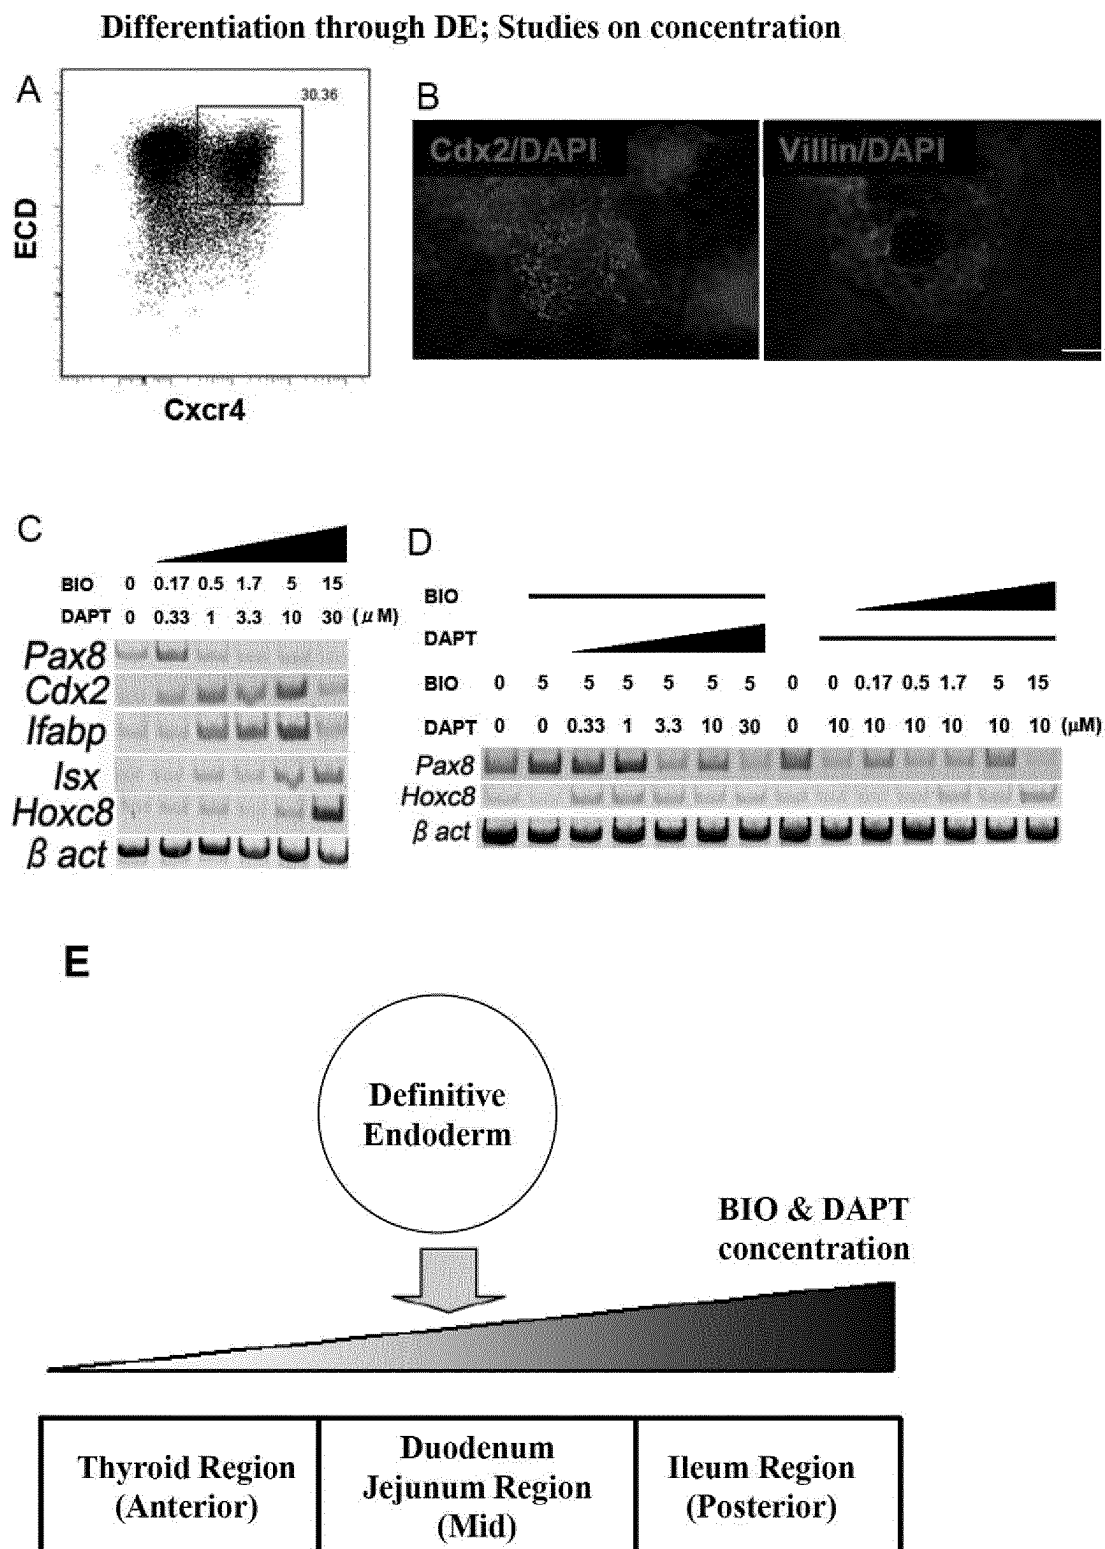 Differentiation through DE; Studies on concentration
A
30.36
ECD
Cxcr4
B
Cdx2/DAPI
Villin/DAPI
C
BIO 0 0.17 0.5 1.7 5 15
DAPT 0 0.33 1 3.3 10 30 (μM)
Pax8
Cdx2
Ifabp
Isx
Hoxc8
β act
D
BIO
DAPT
BIO 0 5 5 5 5 5 5 0 0 0.17 0.5 1.7 5 15
DAPT 0 0 0.33 1 3.3 10 30 0 10 10 10 10 10 10 (μM)
Pax8
Hoxc8
β act
E
Definitive
Endoderm
BIO & DAPT
concentration
Thyroid Region
(Anterior)
Duodenum
Jejunum Region
(Mid)
Ileum Region
(Posterior)